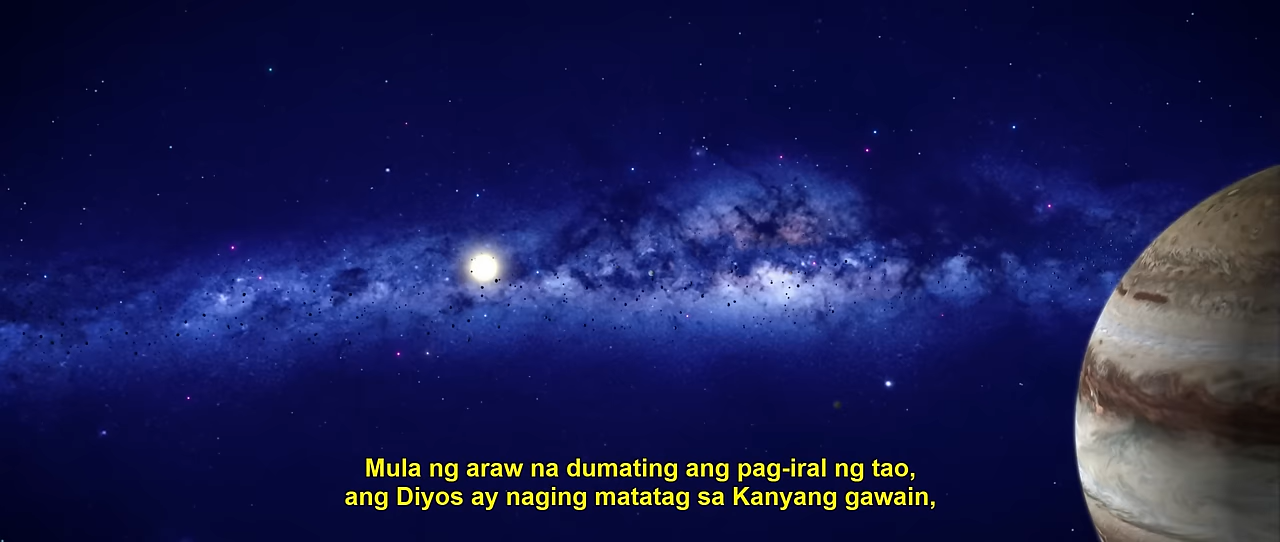 Mula ng araw na dumating ang pag-iral ng tao,
ang Diyos ay naging matatag sa Kanyang gawain,